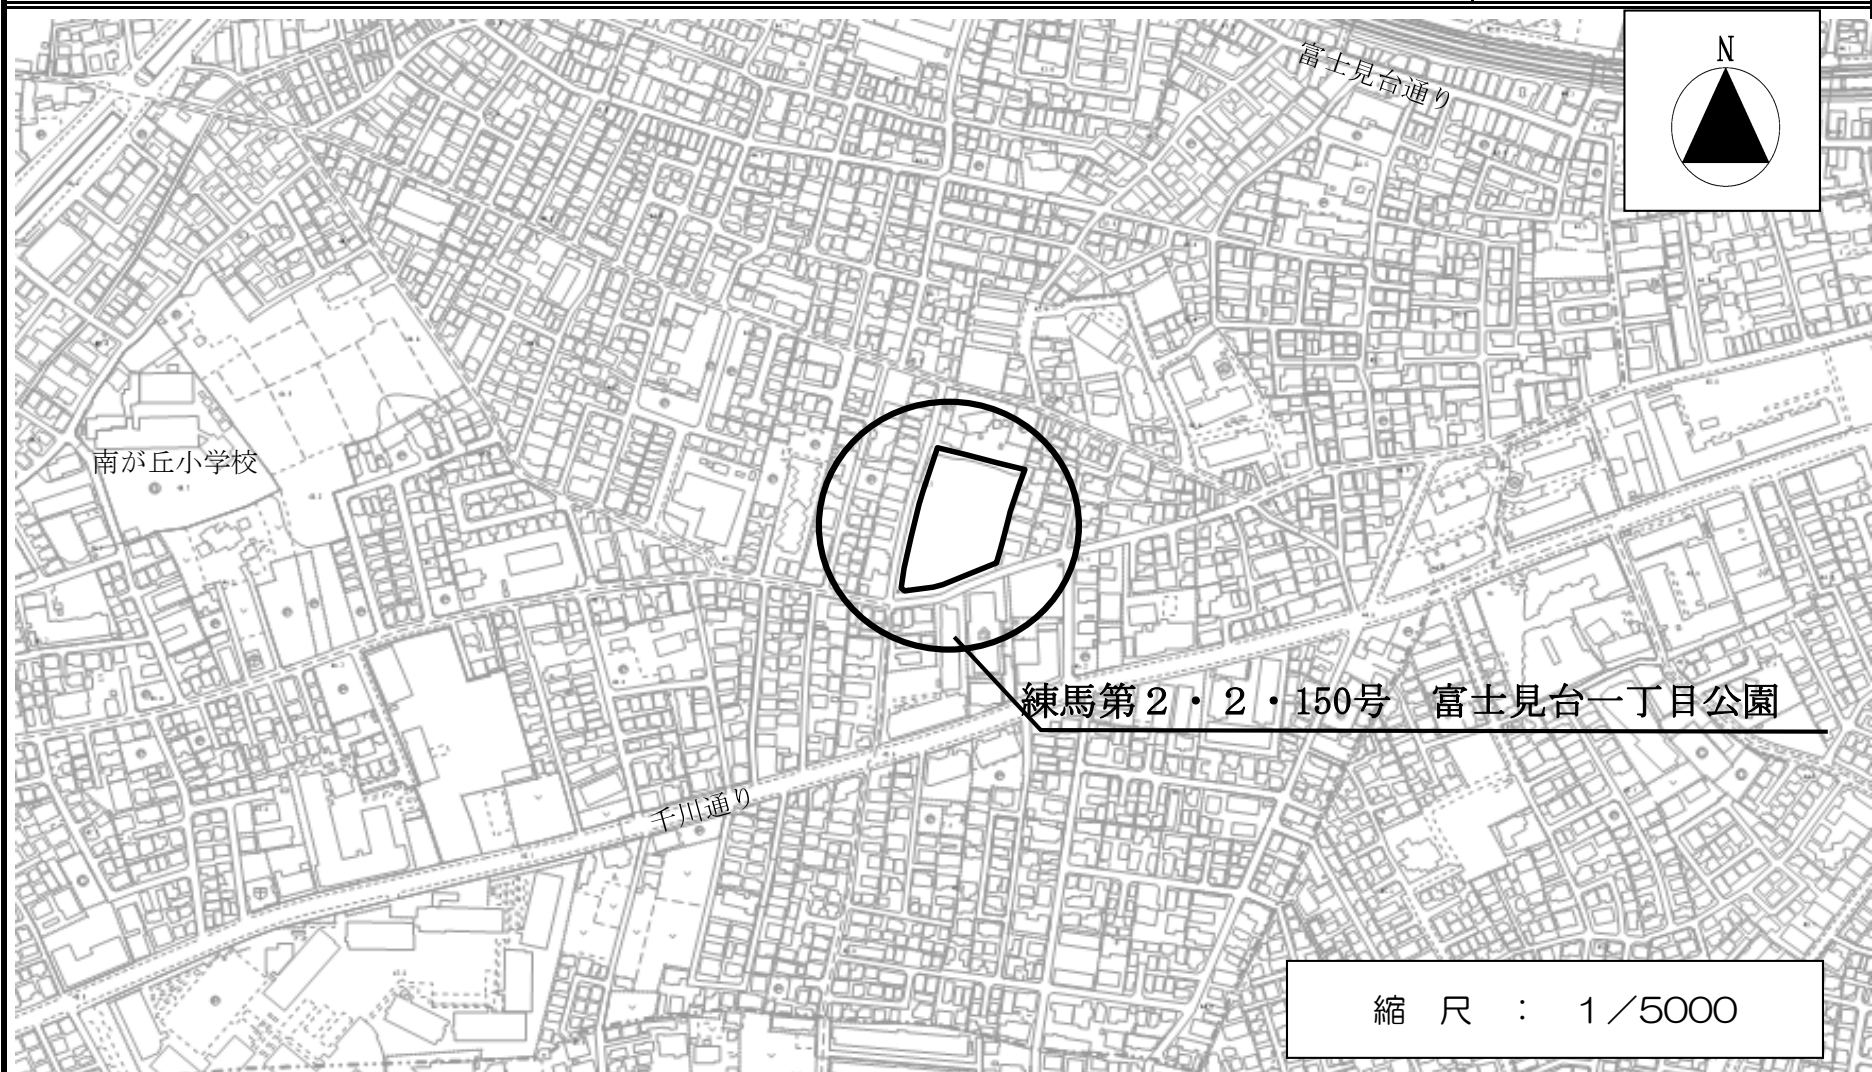 富士見台通り
N
南が丘小学校
練馬第２・２・150号　富士見台一丁目公園
千川通り
縮　尺　：　１／5000